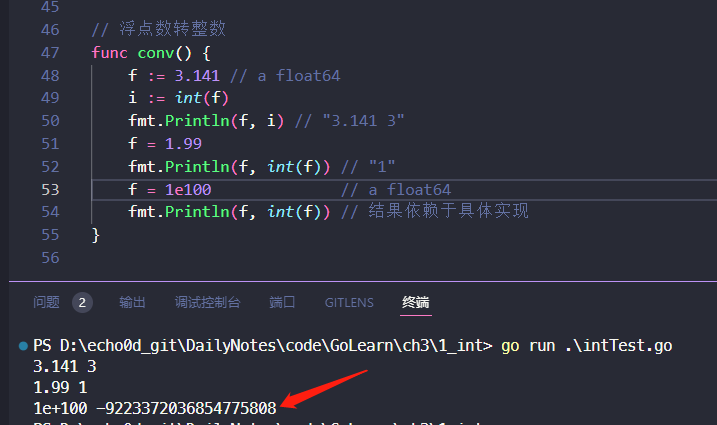 45
46 // 浮点数转整数
47 func conv() {
48 f := 3.141 // a float64
49 i := int(f)
50 fmt.Println(f, i) // "3.141 3"
51 f = 1.99
52 fmt.Println(f, int(f)) // "1"
53 f = 1e100 // a float64
54 fmt.Println(f, int(f)) // 结果依赖于具体实现
55 }
56
问题 2 输出 调试控制台 端口 GITLENS 终端
PS D:\echo0d_git\DailyNotes\code\GoLearn\ch3\1_int> go run .\intTest.go
3.141 3
1.99 1
1e+100 -9223372036854775808